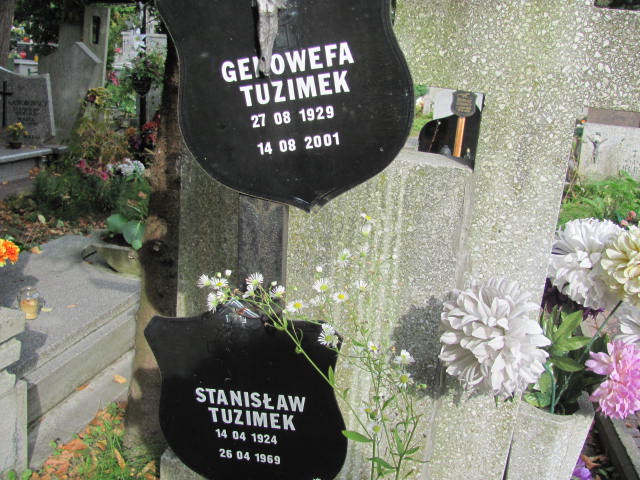 GENOWEFA
TUZIMEK
27 08 1929
14 08 2001
STANISŁAW
TUZIMEK
14 04 1924
26 04 1969